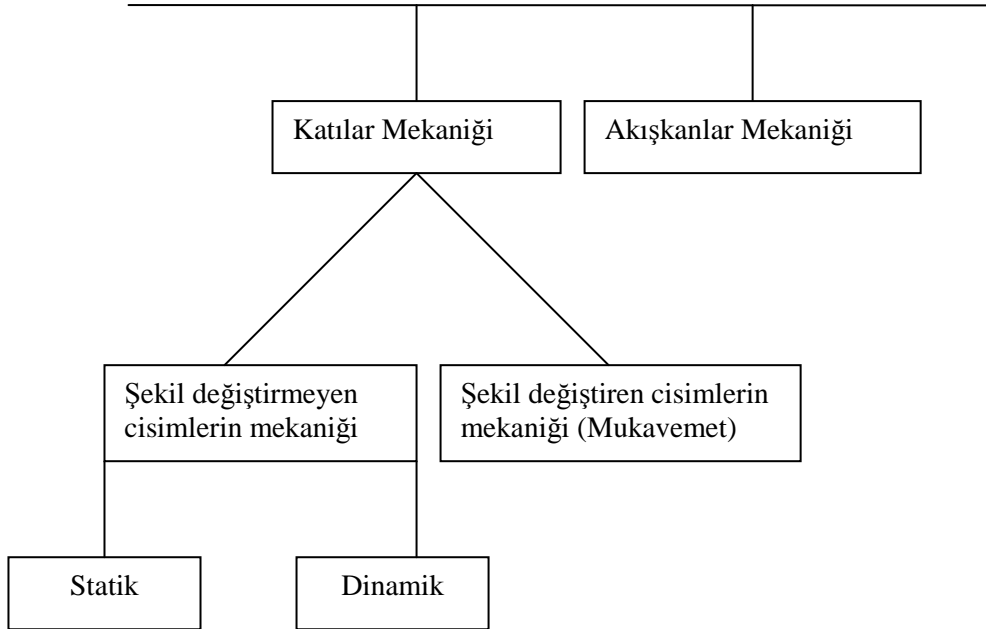 Katılar Mekaniği
Akışkanlar Mekaniği
Şekil değiştirmeyen
cisimlerin mekaniği
Şekil değiştiren cisimlerin
mekaniği (Mukavemet)
Statik
Dinamik